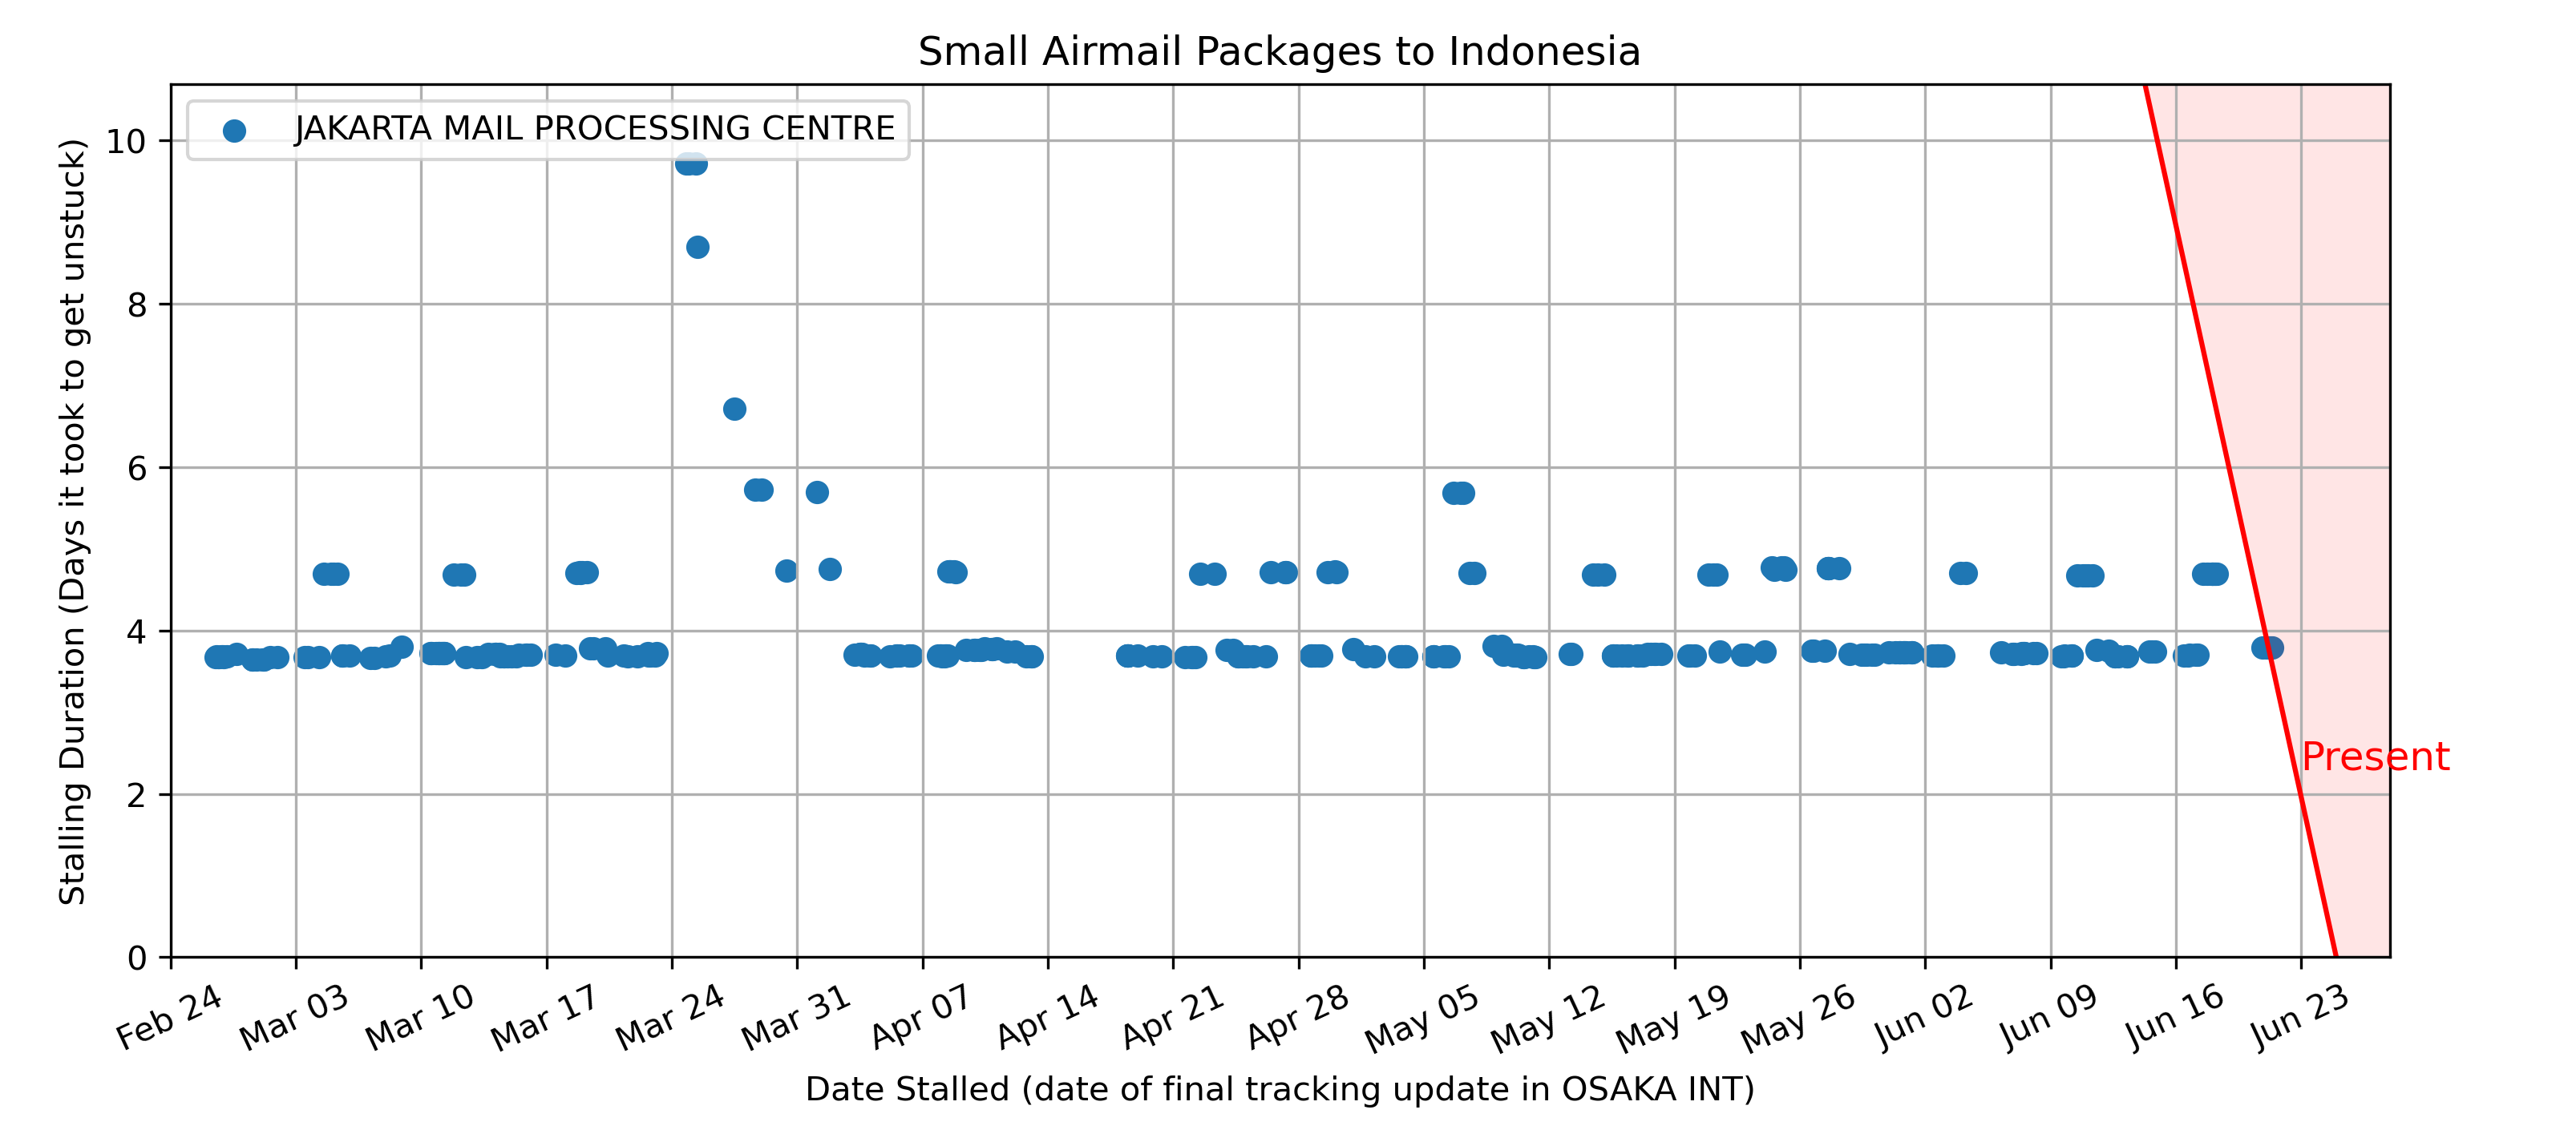 Small Airmail Packages to Indonesia
JAKARTA MAIL PROCESSING CENTRE
Stalling Duration (Days it took to get unstuck)
10
8
6
4
2
0
Present
Feb 24
Mar 03
Mar 10
Mar 17
Mar 24
Mar 31
Apr 07
Apr 14
Apr 21
Apr 28
May 05
May 12
May 19
May 26
Jun 02
Jun 09
Jun 16
Jun 23
Date Stalled (date of final tracking update in OSAKA INT)